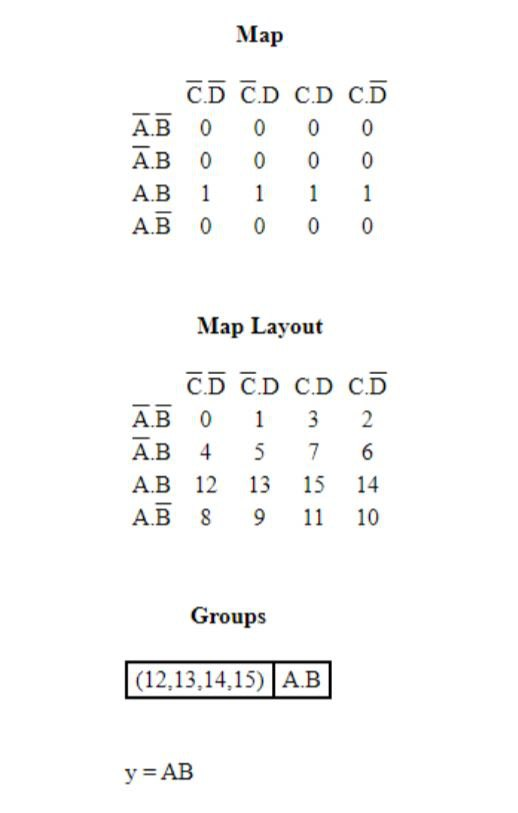 Map
C̅.D̅ C̅.D C.D C.D̅
A̅.B̅ 0 0 0 0
A̅.B 0 0 0 0
A.B 1 1 1 1
A.B̅ 0 0 0 0
Map Layout
C̅.D̅ C̅.D C.D C.D̅
A̅.B̅ 0 1 3 2
A̅.B 4 5 7 6
A.B 12 13 15 14
A.B̅ 8 9 11 10
Groups
(12,13,14,15) A.B
y = AB